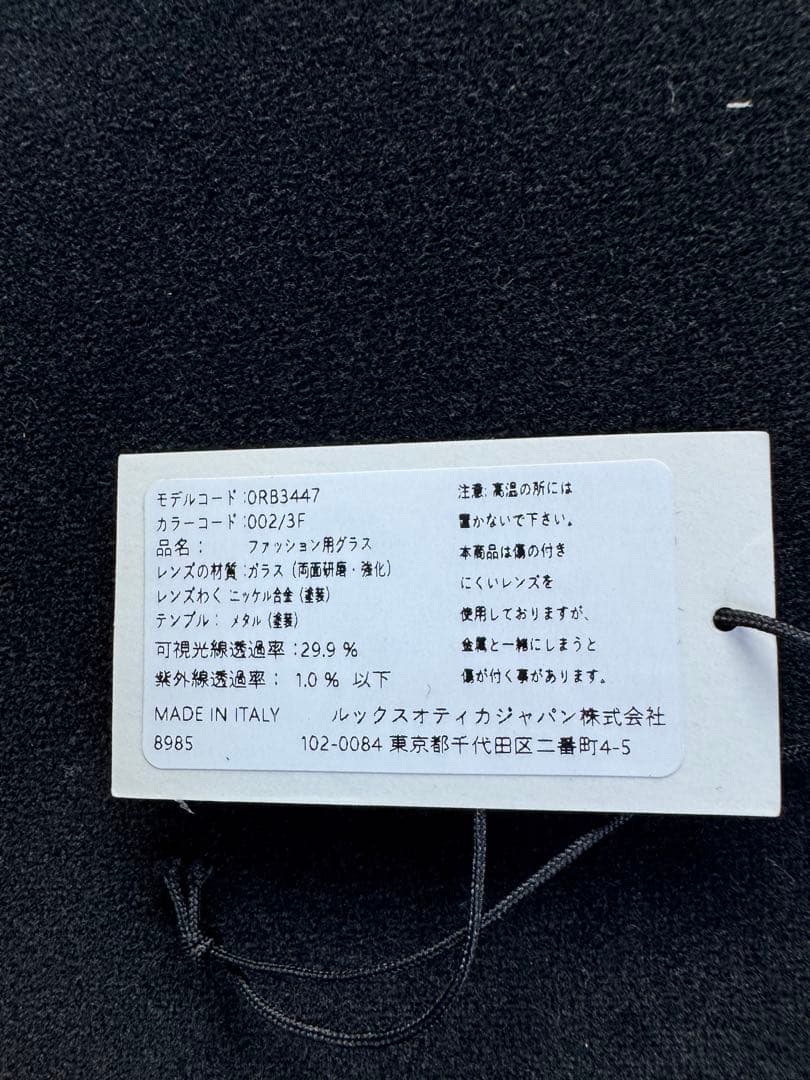 モデルコード:0RB3447
カラーコード:002/3F
品名: ファッション用グラス
レンズの材質:ガラス(両面研磨・強化)
レンズわく ニッケル合金(塗装)
テンプル: メタル(塗装)
可視光線透過率:29.9 %
紫外線透過率: 1.0 % 以下
注意:高温の所には
置かないで下さい。
本商品は傷の付き
にくいレンズを
使用しておりますが、
金属と一緒にしまうと
傷が付く事があります。
MADE IN ITALY ルックスオティカジャパン株式会社
8985 102-0084 東京都千代田区二番町4-5